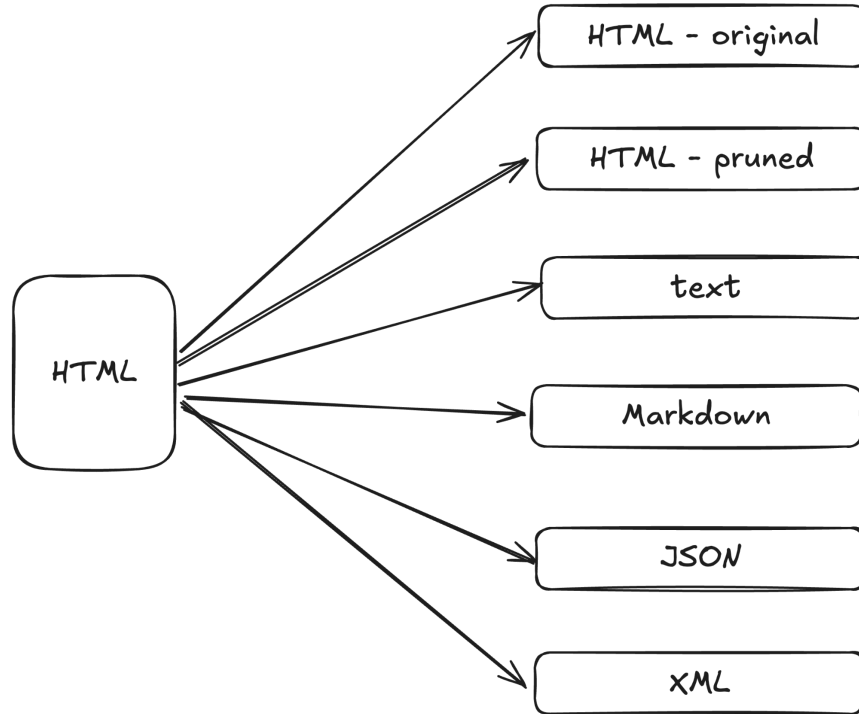 HTML - original
HTML - pruned
text
HTML
Markdown
JSON
XML